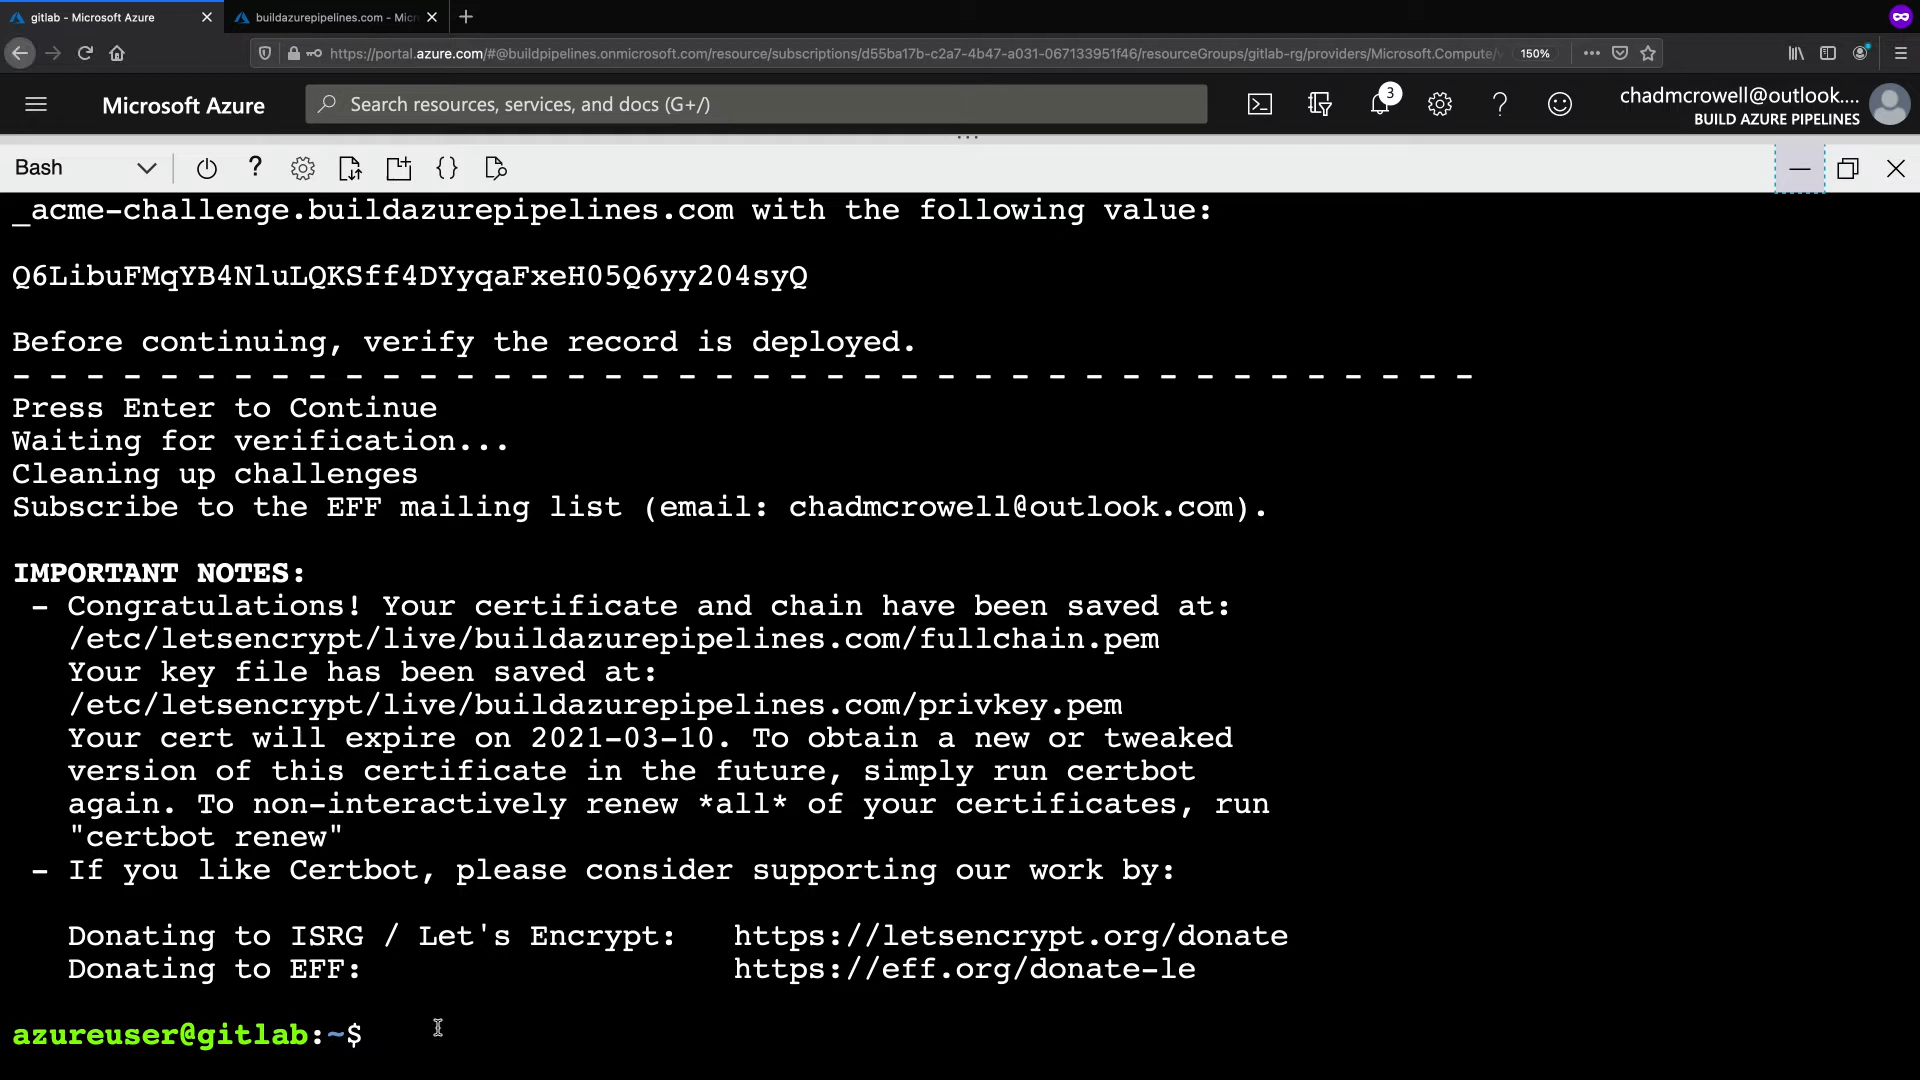 gitlab - Microsoft Azure
buildazurepipelines.com - Mic
https://portal.azure.com/#@buildpipelines.onmicrosoft.com/resource/subscriptions/d55ba17b-c2a7-4b47-a031-067133951f46/resourceGroups/gitlab-rg/providers/Microsoft.Compute/
150%
Microsoft Azure
Search resources, services, and docs (G+/)
3
chadmcrowell@outlook....
BUILD AZURE PIPELINES
Bash
_acme-challenge.buildazurepipelines.com with the following value:
Q6LibuFMqYB4NluLQKSff4DYyqaFxeH05Q6yy204syQ
Before continuing, verify the record is deployed.
- - - - - - - - - - - - - - - - - - - - - - - - - - - - - - - - - - - - - - - -
Press Enter to Continue
Waiting for verification...
Cleaning up challenges
Subscribe to the EFF mailing list (email: chadmcrowell@outlook.com).
IMPORTANT NOTES:
- Congratulations! Your certificate and chain have been saved at:
/etc/letsencrypt/live/buildazurepipelines.com/fullchain.pem
Your key file has been saved at:
/etc/letsencrypt/live/buildazurepipelines.com/privkey.pem
Your cert will expire on 2021-03-10. To obtain a new or tweaked
version of this certificate in the future, simply run certbot
again. To non-interactively renew *all* of your certificates, run
"certbot renew"
- If you like Certbot, please consider supporting our work by:
Donating to ISRG / Let's Encrypt: https://letsencrypt.org/donate
Donating to EFF: https://eff.org/donate-le
azureuser@gitlab:~$